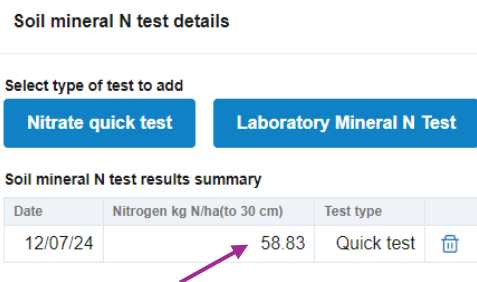 Soil mineral N test details
Select type of test to add
Nitrate quick test Laboratory Mineral N Test
Soil mineral N test results summary
Date Nitrogen kg N/ha(to 30 cm) Test type
12/07/24 58.83 Quick test